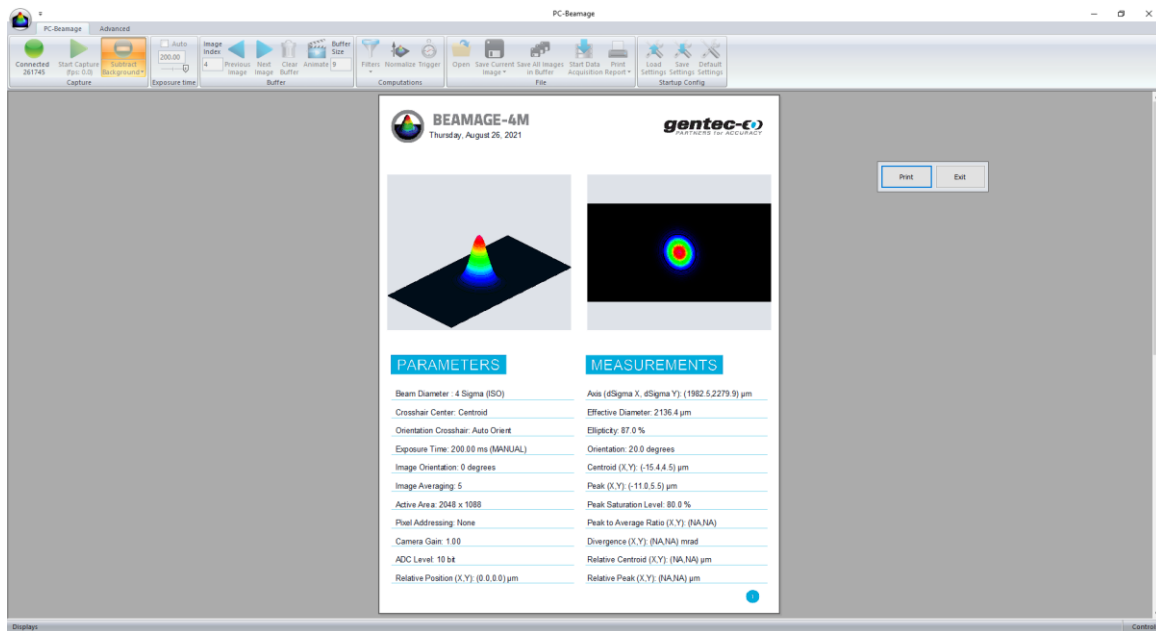 PC-Beamage
PC-Beamage Advanced
Connected
261745
Start Capture
(fps: 0.0)
Subtract
Background
Capture
Auto
200.00
Exposure time
Image
Index
4
Previous
Image
Next
Image
Clear
Buffer
Animate
Buffer
Size
8
Buffer
Filters
Normalize
Trigger
Computations
Open
Save Current
Image
Save All Images
in Buffer
Start Data
Acquisition
Print
Report
File
Load
Settings
Save
Settings
Default
Settings
Startup Config
BEAMAGE-4M
Thursday, August 26, 2021
gentec-eo
PARTNERS for ACCURACY
Print
Exit
PARAMETERS
Beam Diameter : 4 Sigma (ISO)
Crosshair Center: Centroid
Orientation Crosshair: Auto Orient
Exposure Time: 200.00 ms (MANUAL)
Image Orientation: 0 degrees
Image Averaging: 5
Active Area: 2048 x 1088
Pixel Addressing: None
Camera Gain: 1.00
ADC Level: 10 bit
Relative Position (X,Y): (0.0,0.0) µm
MEASUREMENTS
Axis (dSigma X, dSigma Y): (1982.5,2279.9) µm
Effective Diameter: 2136.4 µm
Ellipticity: 87.0 %
Orientation: 20.0 degrees
Centroid (X,Y): (-15.4,4.5) µm
Peak (X,Y): (-11.0,5.5) µm
Peak Saturation Level: 80.0 %
Peak to Average Ratio (X,Y): (NA,NA)
Divergence (X,Y): (NA,NA) mrad
Relative Centroid (X,Y): (NA,NA) µm
Relative Peak (X,Y): (NA,NA) µm
Displays
Control